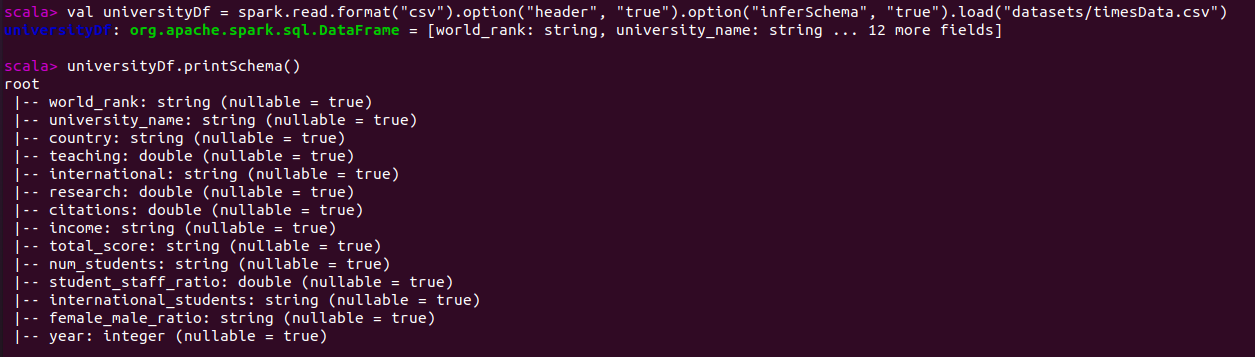 scala> val universityDf = spark.read.format("csv").option("header", "true").option("inferSchema", "true").load("datasets/timesData.csv")
universityDf: org.apache.spark.sql.DataFrame = [world_rank: string, university_name: string ... 12 more fields]
scala> universityDf.printSchema()
root
 |-- world_rank: string (nullable = true)
 |-- university_name: string (nullable = true)
 |-- country: string (nullable = true)
 |-- teaching: double (nullable = true)
 |-- international: string (nullable = true)
 |-- research: double (nullable = true)
 |-- citations: double (nullable = true)
 |-- income: string (nullable = true)
 |-- total_score: string (nullable = true)
 |-- num_students: string (nullable = true)
 |-- student_staff_ratio: double (nullable = true)
 |-- international_students: string (nullable = true)
 |-- female_male_ratio: string (nullable = true)
 |-- year: integer (nullable = true)